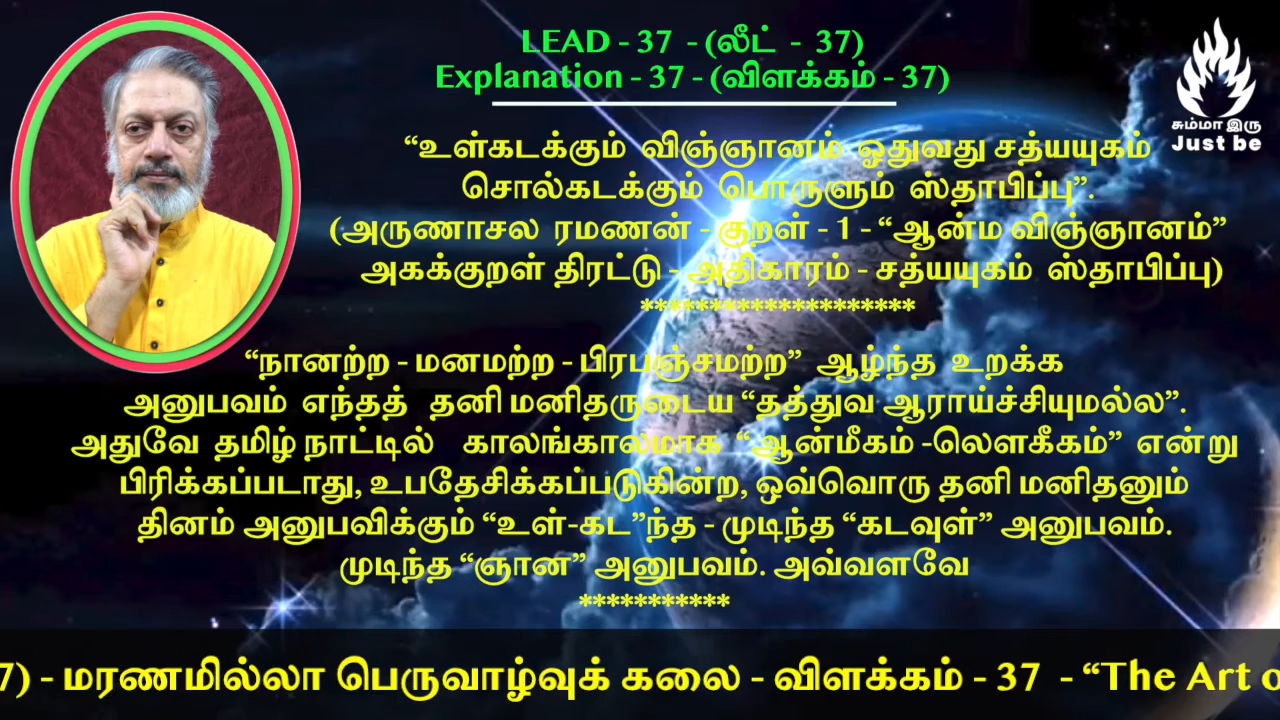 LEAD - 37 - (லீட் - 37)
Explanation - 37 - (விளக்கம் - 37)
சும்மா இரு
Just be
“உள்கடக்கும் விஞ்ஞானம் ஓதுவது சத்யயுகம்
சொல்கடக்கும் பொருளும் ஸ்தாபிப்பு”.
(அருணாசல ரமணன் - குறள் - 1 - “ஆன்ம விஞ்ஞானம்”
அகக்குறள் திரட்டு - அதிகாரம் - சத்யயுகம் ஸ்தாபிப்பு)
********************
“நானற்ற - மனமற்ற - பிரபஞ்சமற்ற” ஆழ்ந்த உறக்க
அனுபவம் எந்தத் தனி மனிதருடைய “தத்துவ ஆராய்ச்சியுமல்ல”.
அதுவே தமிழ் நாட்டில் காலங்காலமாக “ஆன்மீகம் -லௌகீகம்” என்று
பிரிக்கப்படாது, உபதேசிக்கப்படுகின்ற, ஒவ்வொரு தனி மனிதனும்
தினம் அனுபவிக்கும் “உள்-கட”ந்த - முடிந்த “கடவுள்” அனுபவம்.
முடிந்த “ஞான” அனுபவம். அவ்வளவே
***********
7) - மரணமில்லா பெருவாழ்வுக் கலை - விளக்கம் - 37 - “The Art o